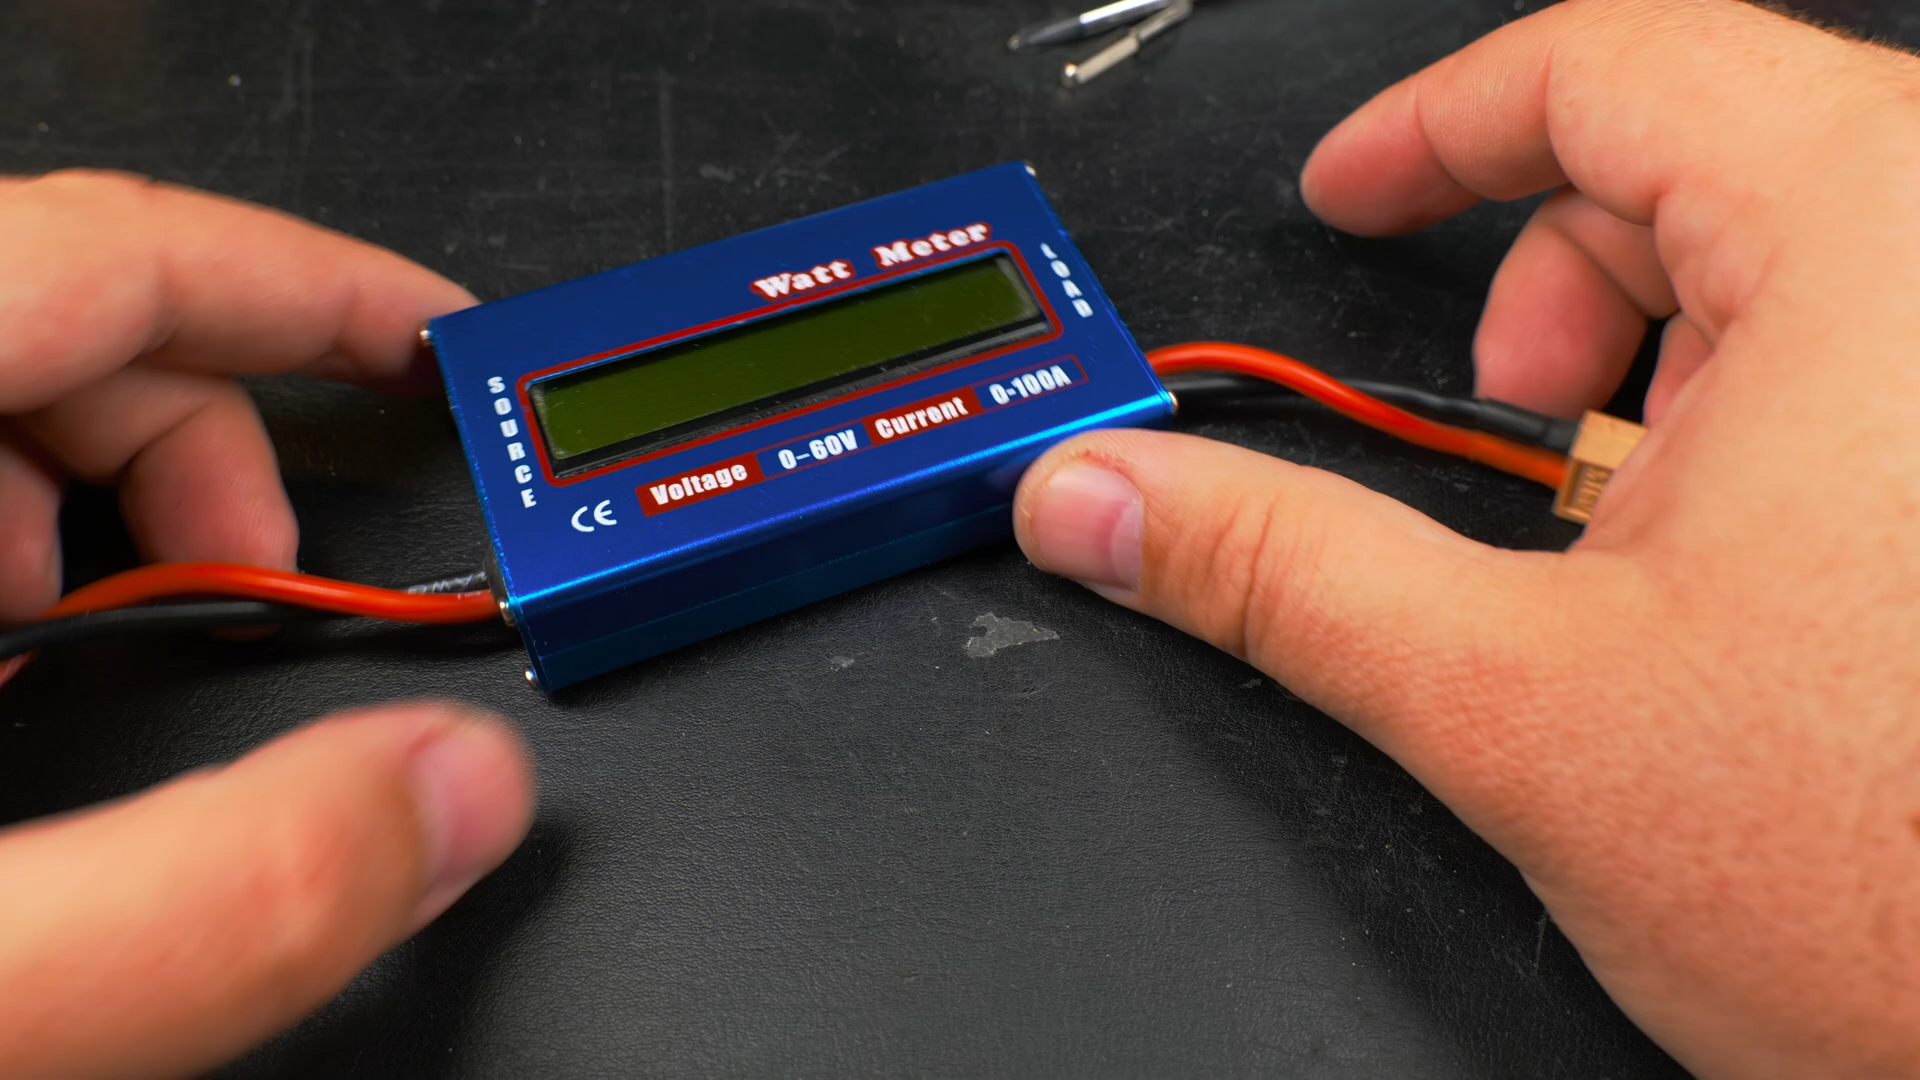 Watt Meter
LOAD
SOURCE
Voltage 0-60V Current 0-100A
CE